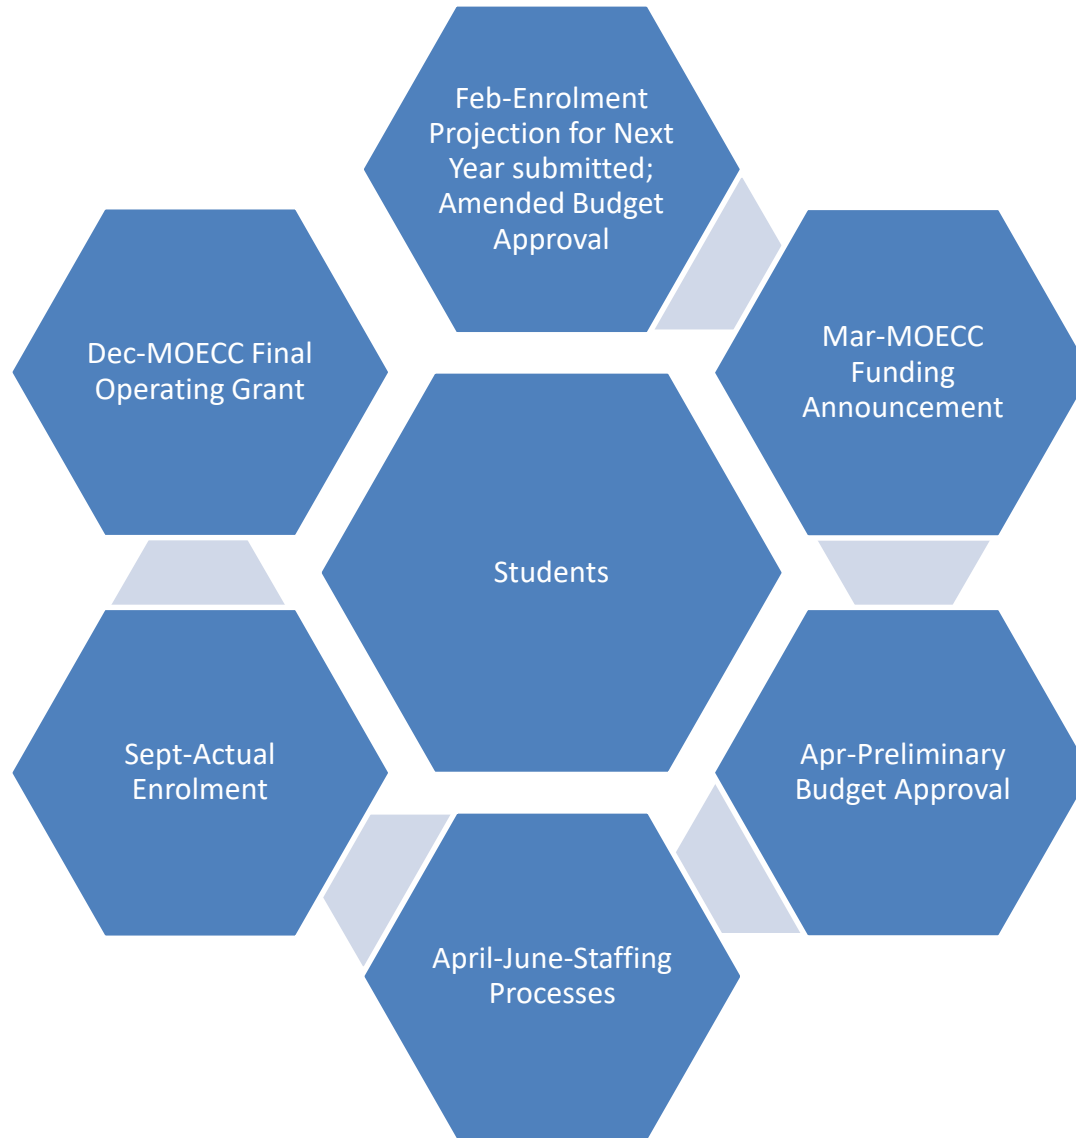 Feb-Enrolment
Projection for Next
Year submitted;
Amended Budget
Approval
Mar-MOECC
Funding
Announcement
Apr-Preliminary
Budget Approval
April-June-Staffing
Processes
Sept-Actual
Enrolment
Dec-MOECC Final
Operating Grant
Students